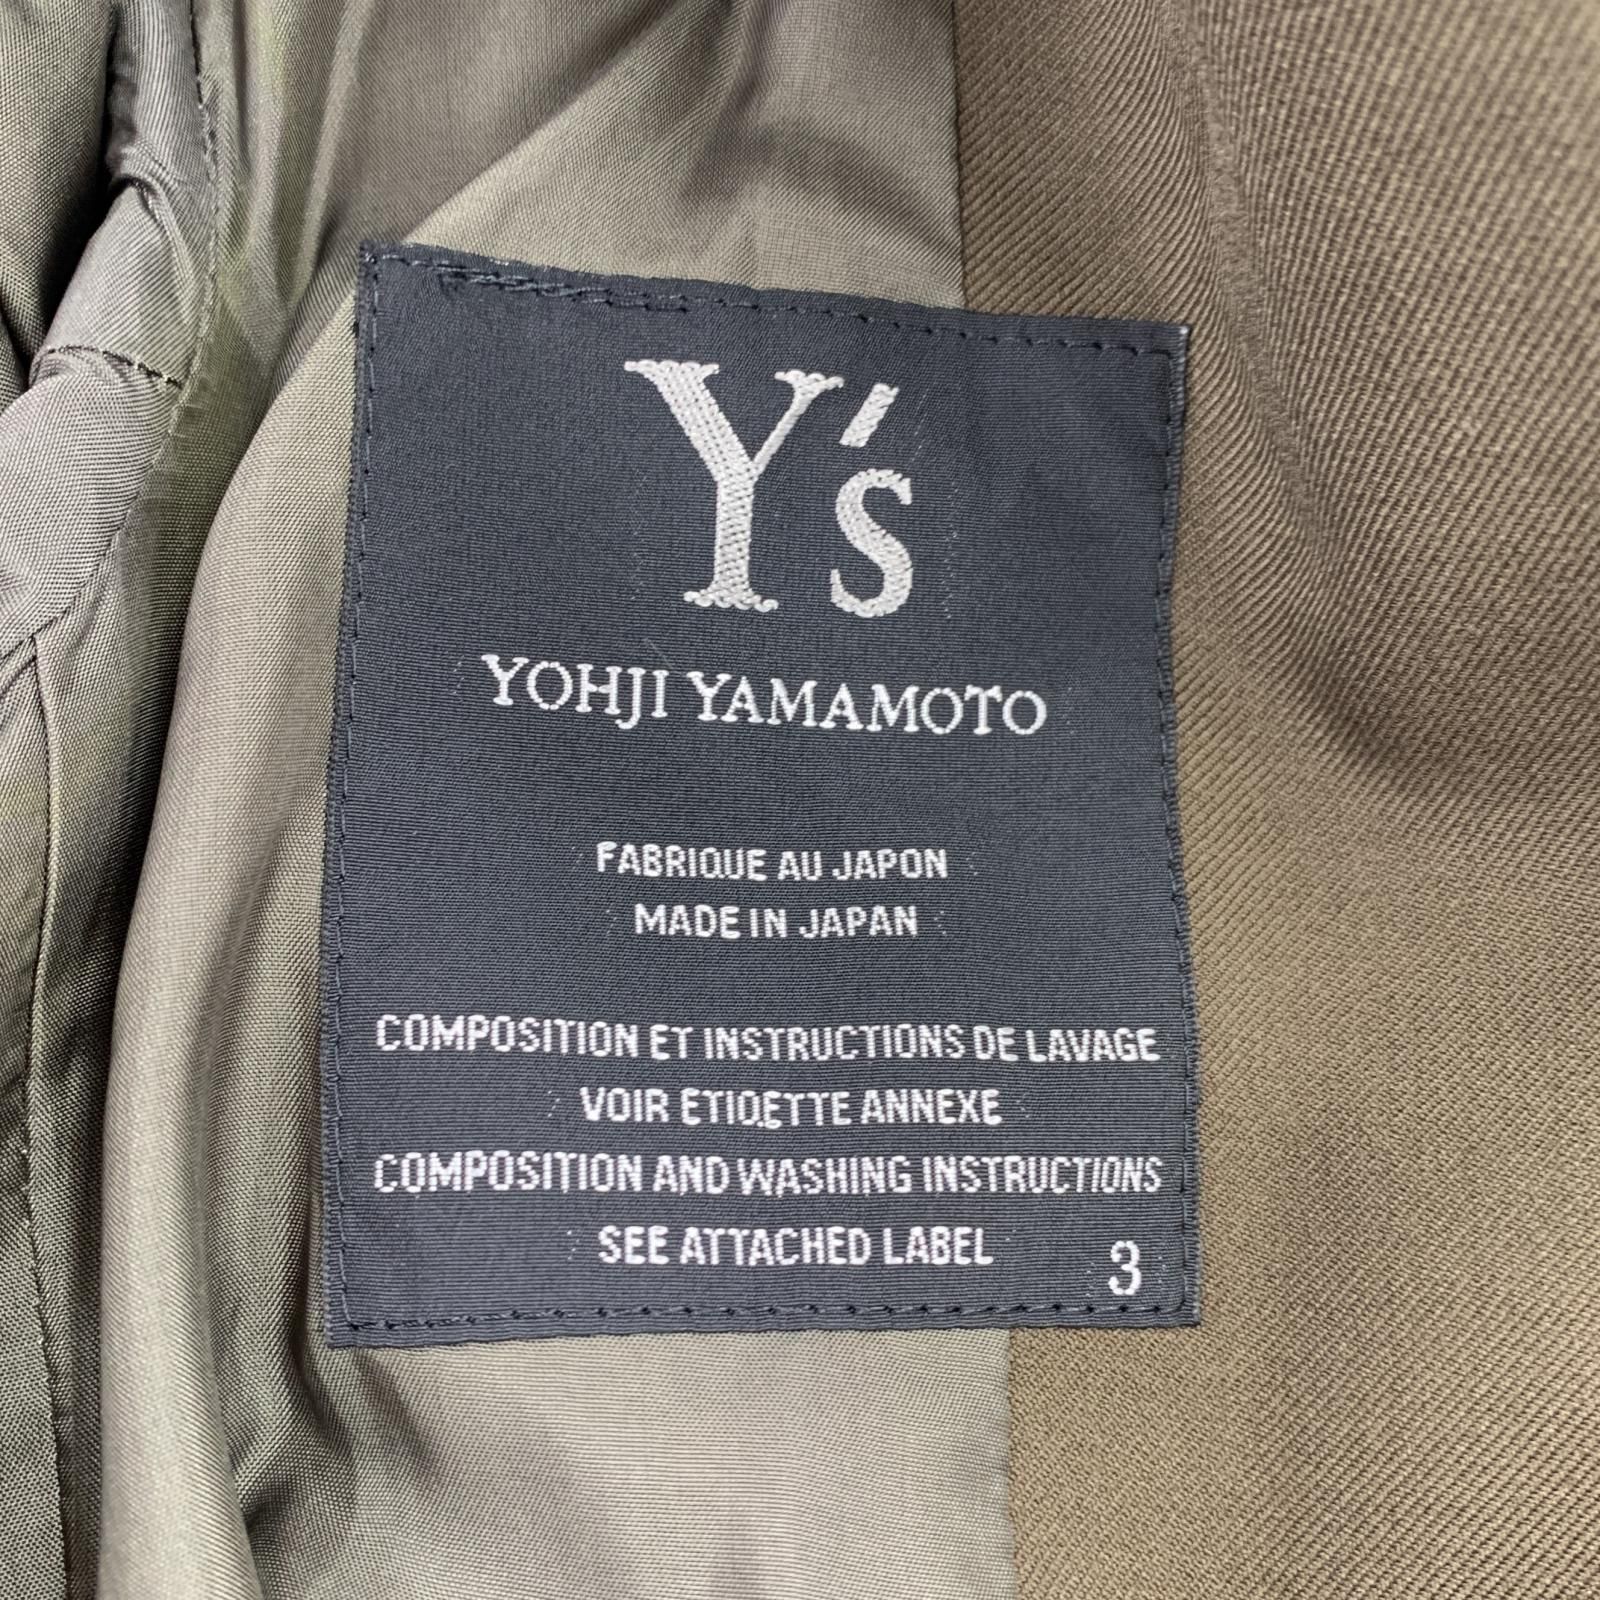 Y's
YOHJI YAMAMOTO
FABRIQUE AU JAPON
MADE IN JAPAN
COMPOSITION ET INSTRUCTIONS DE LAVAGE
VOIR ETIQETTE ANNEXE
COMPOSITION AND WASHING INSTRUCTIONS
SEE ATTACHED LABEL
3